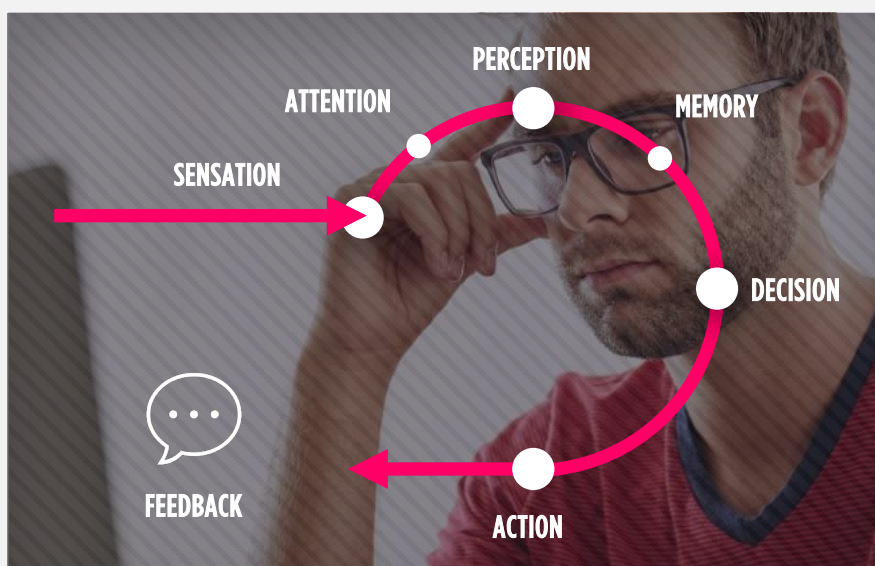 SENSATION
ATTENTION
PERCEPTION
MEMORY
DECISION
ACTION
FEEDBACK